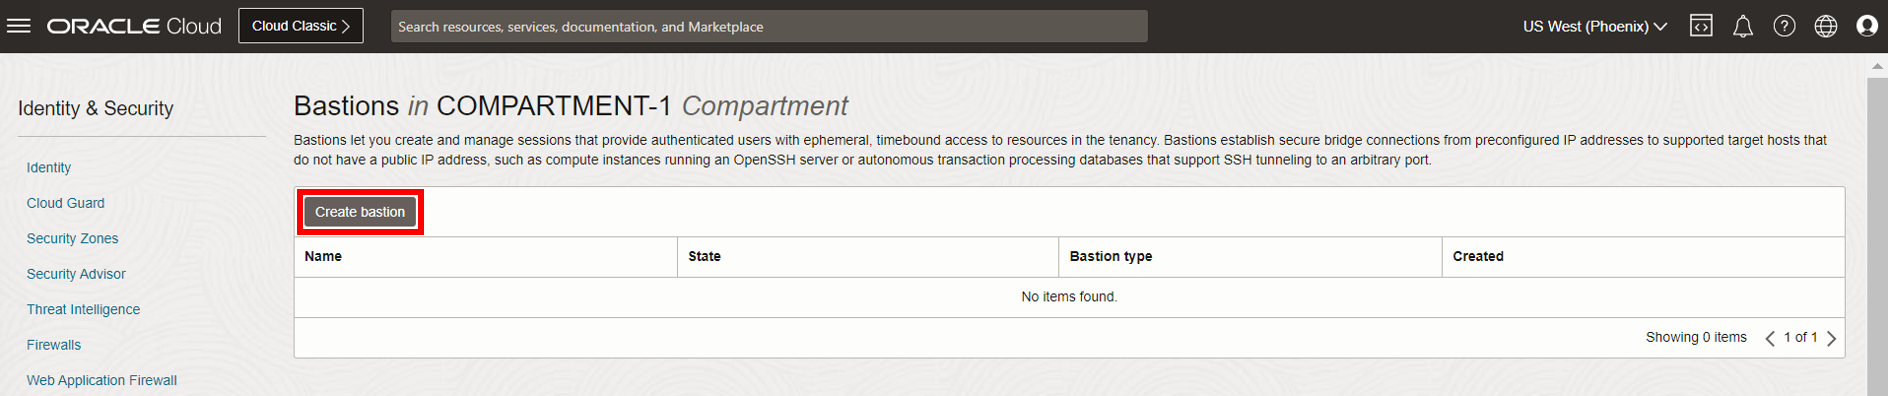 ORACLE Cloud
Cloud Classic
Search resources, services, documentation, and Marketplace
US West (Phoenix)
Identity & Security
Identity
Cloud Guard
Security Zones
Security Advisor
Threat Intelligence
Firewalls
Web Application Firewall
Bastions in COMPARTMENT-1 Compartment
Bastions let you create and manage sessions that provide authenticated users with ephemeral, timebound access to resources in the tenancy. Bastions establish secure bridge connections from preconfigured IP addresses to supported target hosts that
do not have a public IP address, such as compute instances running an OpenSSH server or autonomous transaction processing databases that support SSH tunneling to an arbitrary port.
Create bastion
Name State Bastion type Created
No items found.
Showing 0 items 1 of 1